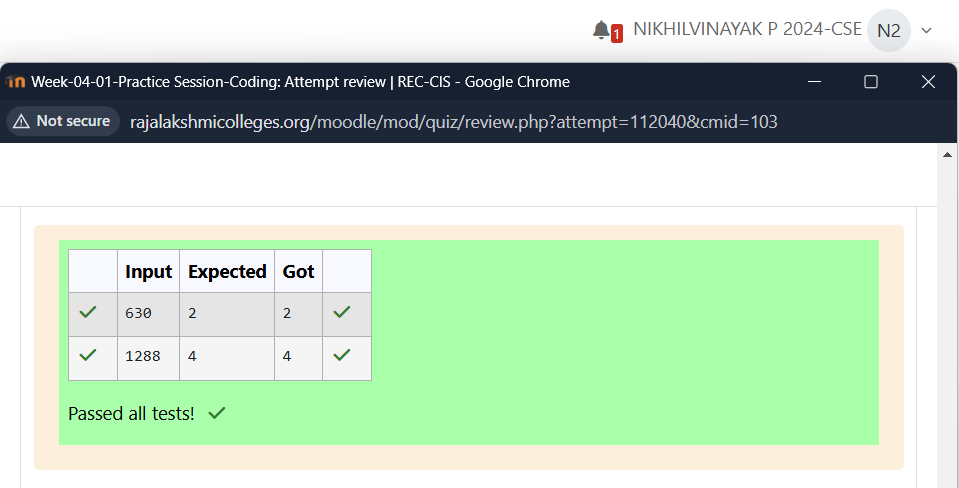 1 NIKHILVINAYAK P 2024-CSE N2
Week-04-01-Practice Session-Coding: Attempt review | REC-CIS - Google Chrome
Not secure rajalakshmicolleges.org/moodle/mod/quiz/review.php?attempt=112040&cmid=103
Input Expected Got
630 2 2
1288 4 4
Passed all tests!